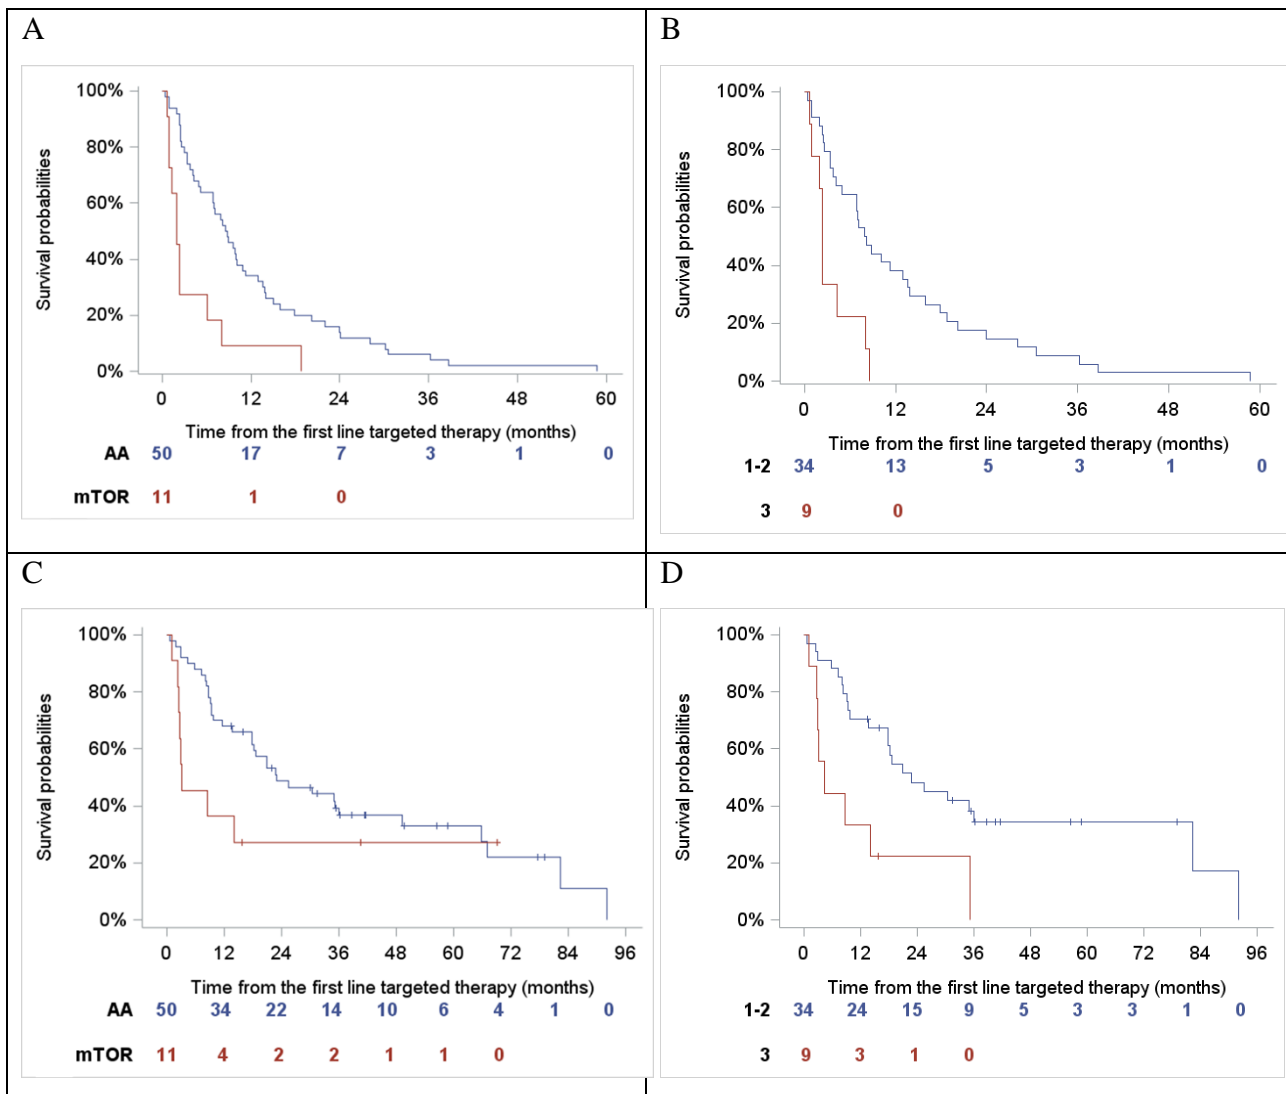 A
100%
80%
60%
40%
20%
0%
Survival probabilities
0 12 24 36 48 60
Time from the first line targeted therapy (months)
AA 50 17 7 3 1 0
mTOR 11 1 0
B
100%
80%
60%
40%
20%
0%
Survival probabilities
0 12 24 36 48 60
Time from the first line targeted therapy (months)
1-2 34 13 5 3 1 0
3 9 0
C
100%
80%
60%
40%
20%
0%
Survival probabilities
0 12 24 36 48 60 72 84 96
Time from the first line targeted therapy (months)
AA 50 34 22 14 10 6 4 1 0
mTOR 11 4 2 2 1 1 0
D
100%
80%
60%
40%
20%
0%
Survival probabilities
0 12 24 36 48 60 72 84 96
Time from the first line targeted therapy (months)
1-2 34 24 15 9 5 3 3 1 0
3 9 3 1 0